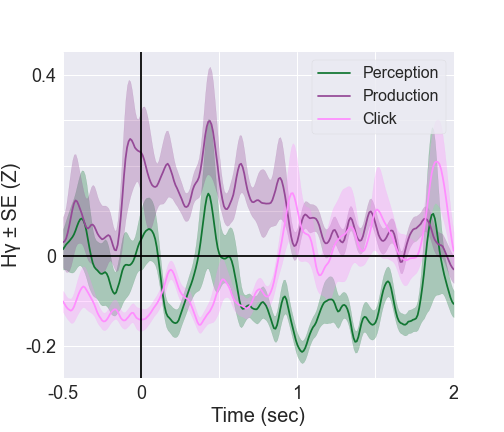 Perception
Production
Click
Hγ ± SE (Z)
0.4
0
-0.2
-0.5
0
1
2
Time (sec)